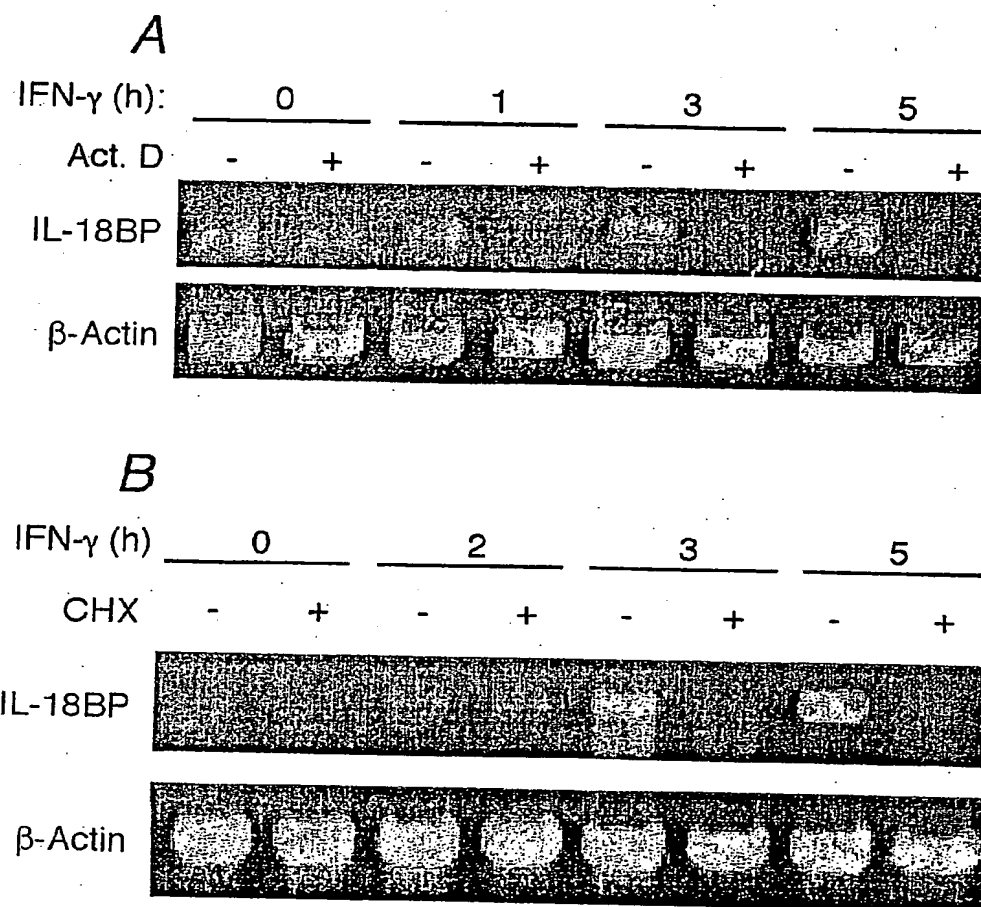 A
IFN-γ (h): 0 1 3 5
Act. D - + - + - + - +
IL-18BP
β-Actin
B
IFN-γ (h) 0 2 3 5
CHX - + - + - + - +
IL-18BP
β-Actin